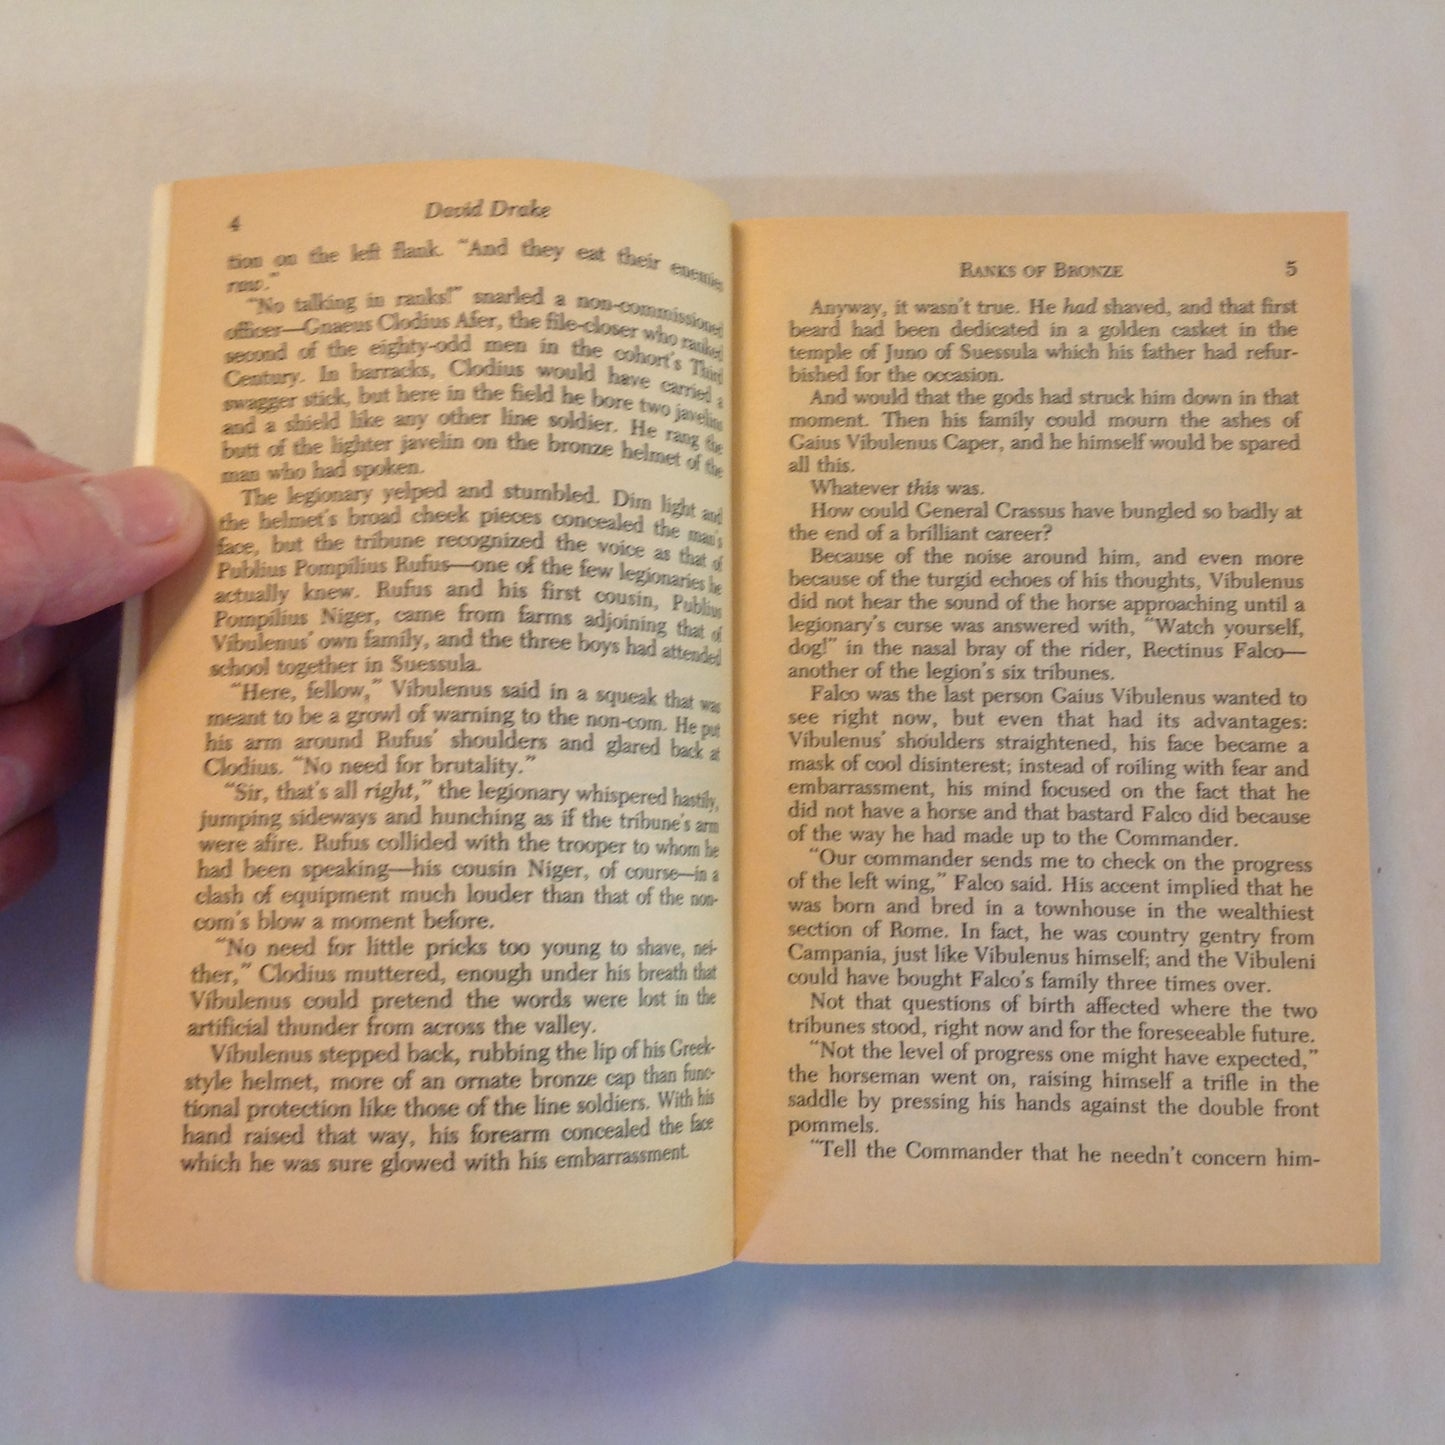 4
David Drake
tion on the left flank. "And they eat their enemies
raw."
"No talking in ranks!" snarled a non-commissioned
officer—Gnaeus Clodius Afer, the file-closer who ranked
second of the eighty-odd men in the cohort's Third
Century. In barracks, Clodius would have carried a
swagger stick, but here in the field he bore two javelins
and a shield like any other line soldier. He rang the
butt of the lighter javelin on the bronze helmet of the
man who had spoken.
The legionary yelped and stumbled. Dim light and
the helmet's broad cheek pieces concealed the man's
face, but the tribune recognized the voice as that of
Publius Pompilius Rufus—one of the few legionaries he
actually knew. Rufus and his first cousin, Publius
Pompilius Niger, came from farms adjoining that of
Vibulenus' own family, and the three boys had attended
school together in Suessula.
"Here, fellow," Vibulenus said in a squeak that was
meant to be a growl of warning to the non-com. He put
his arm around Rufus' shoulders and glared back at
Clodius. "No need for brutality."
"Sir, that's all right," the legionary whispered hastily,
jumping sideways and hunching as if the tribune's arm
were afire. Rufus collided with the trooper to whom he
had been speaking—his cousin Niger, of course—in a
clash of equipment much louder than that of the non-
com's blow a moment before.
"No need for little pricks too young to shave, nei-
ther," Clodius muttered, enough under his breath that
Vibulenus could pretend the words were lost in the
artificial thunder from across the valley.
Vibulenus stepped back, rubbing the lip of his Greek-
style helmet, more of an ornate bronze cap than func-
tional protection like those of the line soldiers. With his
hand raised that way, his forearm concealed the face
which he was sure glowed with his embarrassment.
RANKS OF BRONZE
5
Anyway, it wasn't true. He had shaved, and that first
beard had been dedicated in a golden casket in the
temple of Juno of Suessula which his father had refur-
bished for the occasion.
And would that the gods had struck him down in that
moment. Then his family could mourn the ashes of
Gaius Vibulenus Caper, and he himself would be spared
all this.
Whatever this was.
How could General Crassus have bungled so badly at
the end of a brilliant career?
Because of the noise around him, and even more
because of the turgid echoes of his thoughts, Vibulenus
did not hear the sound of the horse approaching until a
legionary's curse was answered with, "Watch yourself,
dog!" in the nasal bray of the rider, Rectinus Falco—
another of the legion's six tribunes.
Falco was the last person Gaius Vibulenus wanted to
see right now, but even that had its advantages:
Vibulenus' shoulders straightened, his face became a
mask of cool disinterest; instead of roiling with fear and
embarrassment, his mind focused on the fact that he
did not have a horse and that bastard Falco did because
of the way he had made up to the Commander.
"Our commander sends me to check on the progress
of the left wing," Falco said. His accent implied that he
was born and bred in a townhouse in the wealthiest
section of Rome. In fact, he was country gentry from
Campania, just like Vibulenus himself; and the Vibuleni
could have bought Falco's family three times over.
Not that questions of birth affected where the two
tribunes stood, right now and for the foreseeable future.
"Not the level of progress one might have expected,"
the horseman went on, raising himself a trifle in the
saddle by pressing his hands against the double front
pommels.
"Tell the Commander that he needn't concern him-